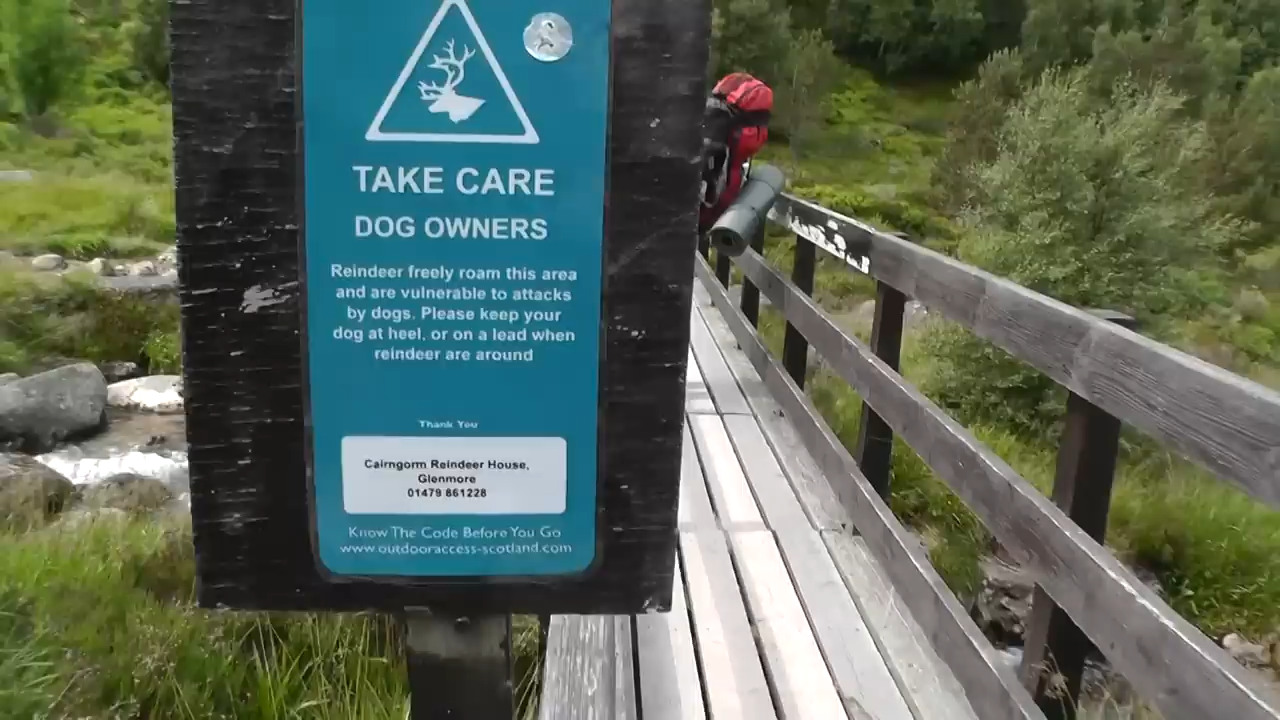 TAKE CARE
DOG OWNERS
Reindeer freely roam this area
and are vulnerable to attacks
by dogs. Please keep your
dog at heel, or on a lead when
reindeer are around
Thank You
Cairngorm Reindeer House,
Glenmore
01479 861228
Know The Code Before You Go
www.outdooraccess-scotland.com